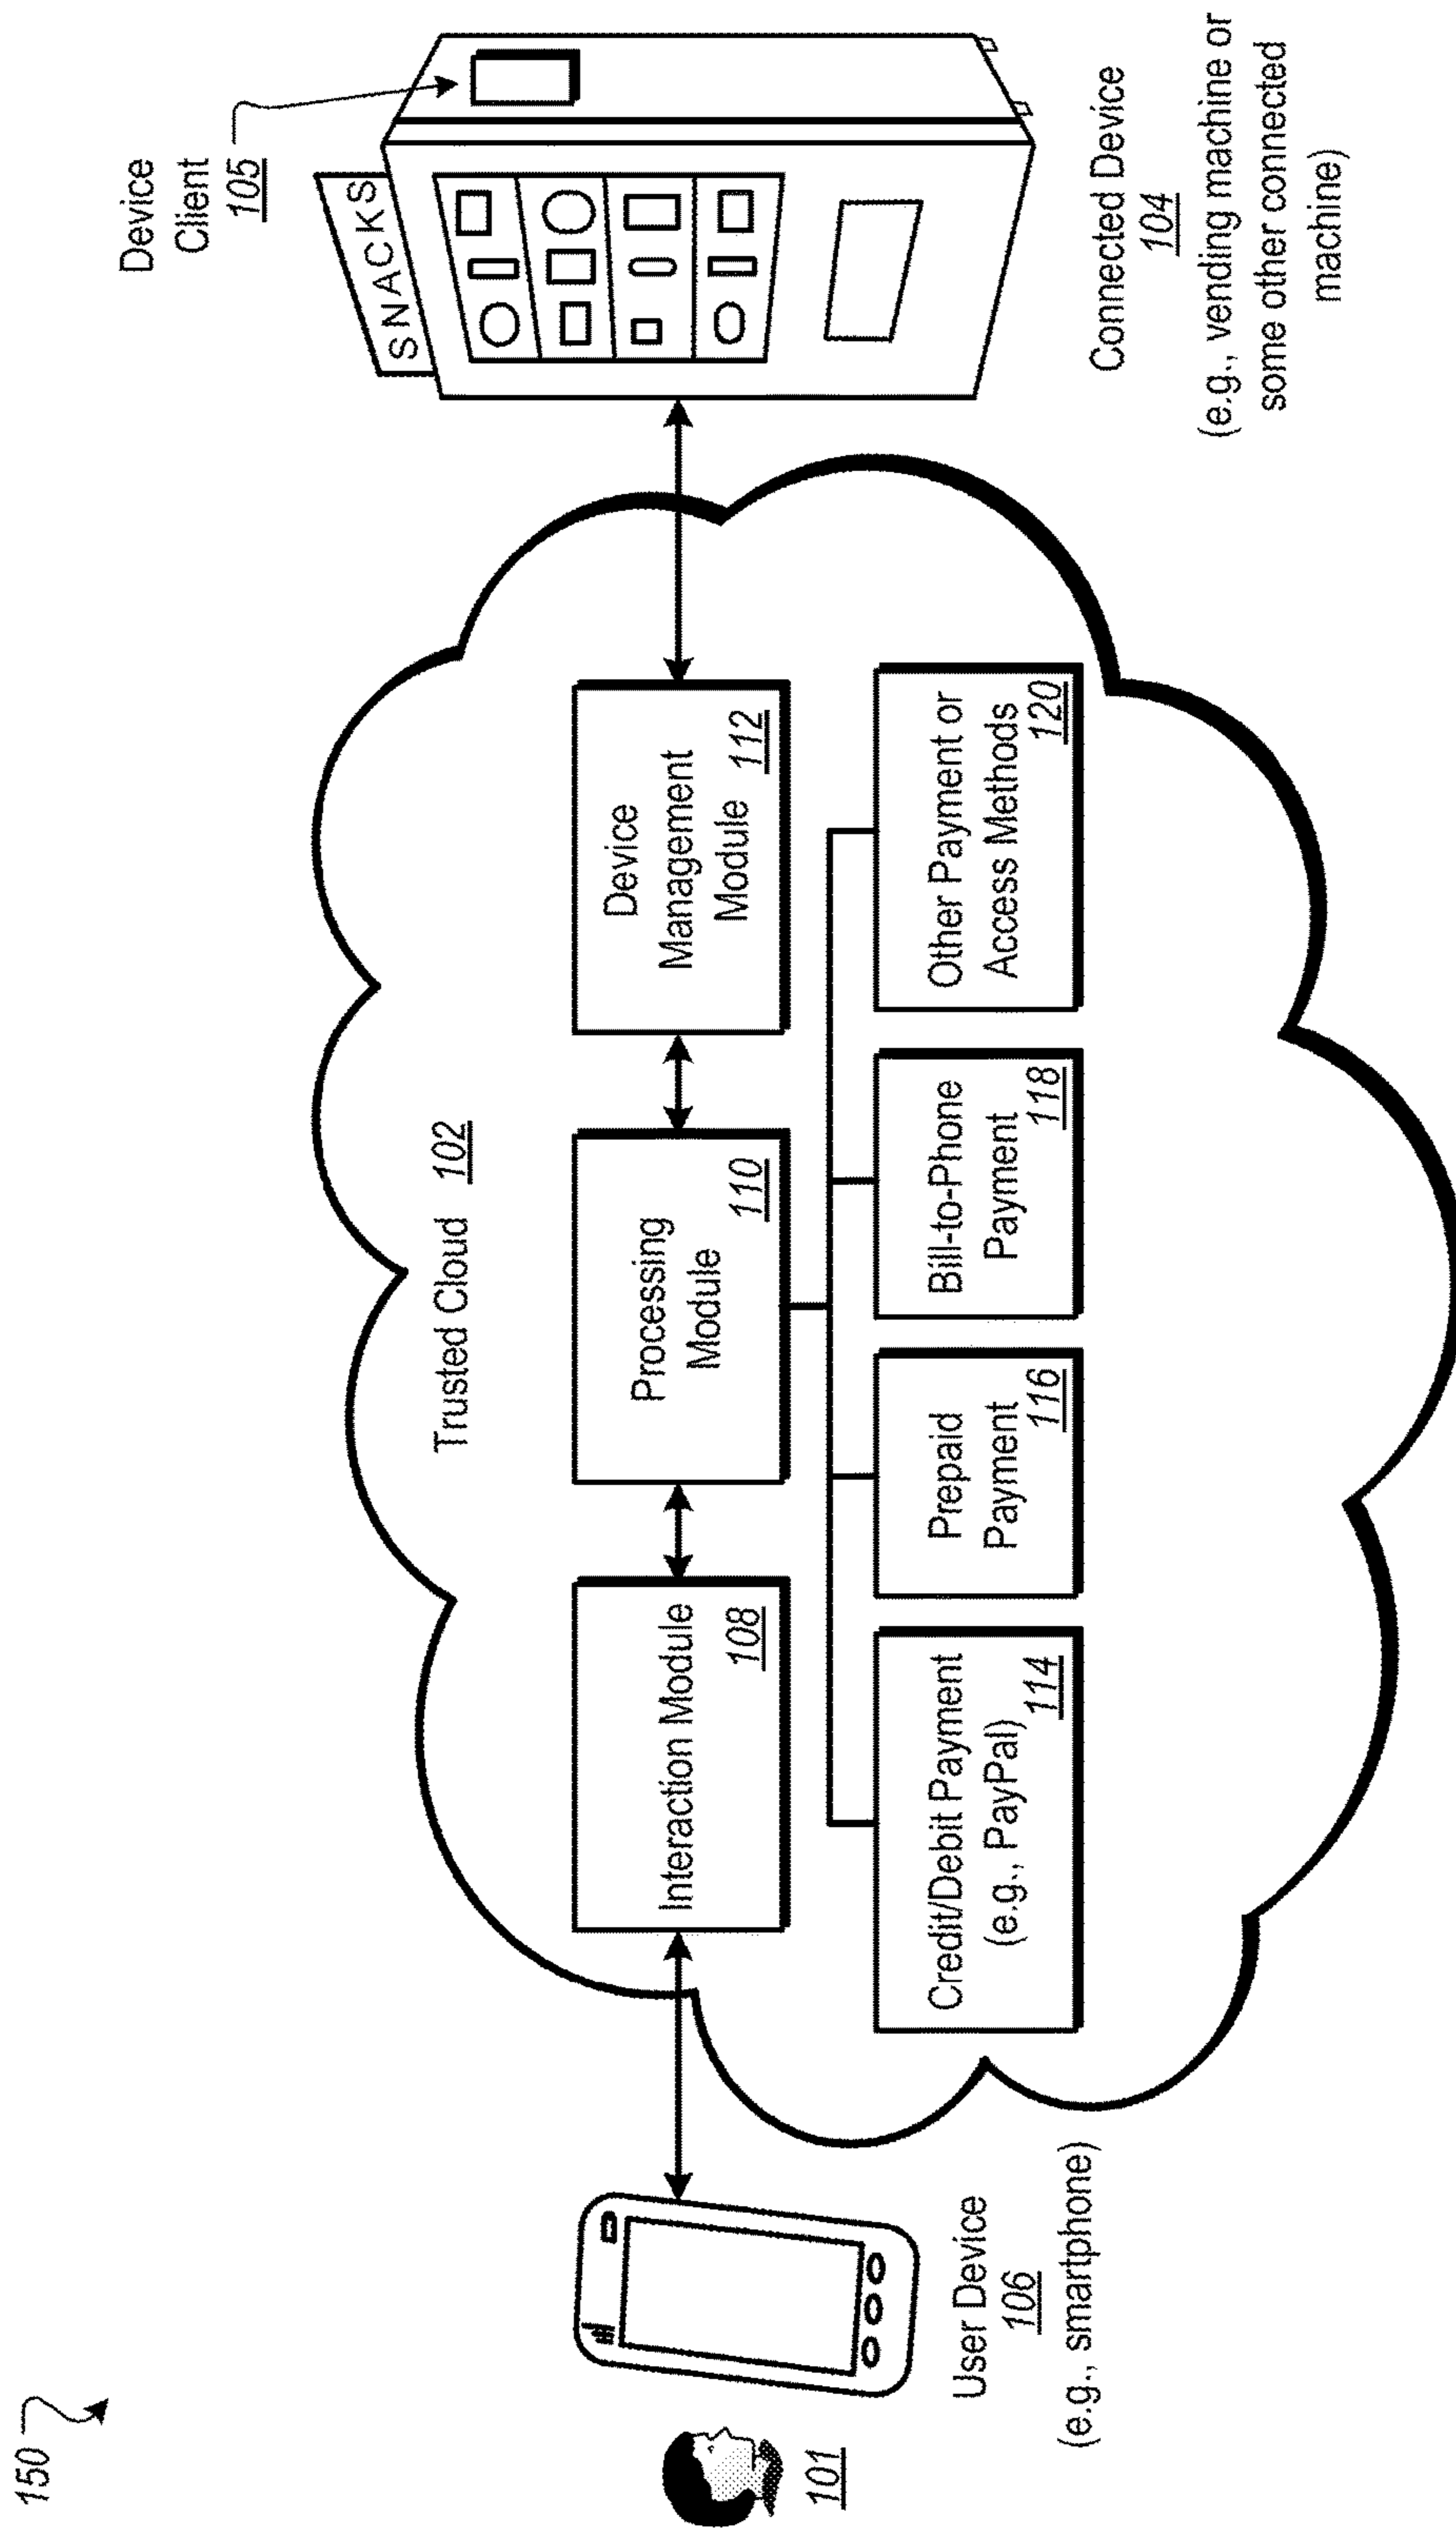 150
Trusted Cloud 102
Device
Client
105
SNACKS
Interaction Module
108
Processing
Module
110
Device
Management
Module 112
Credit/Debit Payment
(e.g., PayPal)
114
Prepaid
Payment
116
Bill-to-Phone
Payment
118
Other Payment or
Access Methods
120
101
User Device
106
(e.g., smartphone)
Connected Device
104
(e.g., vending machine or
some other connected
machine)